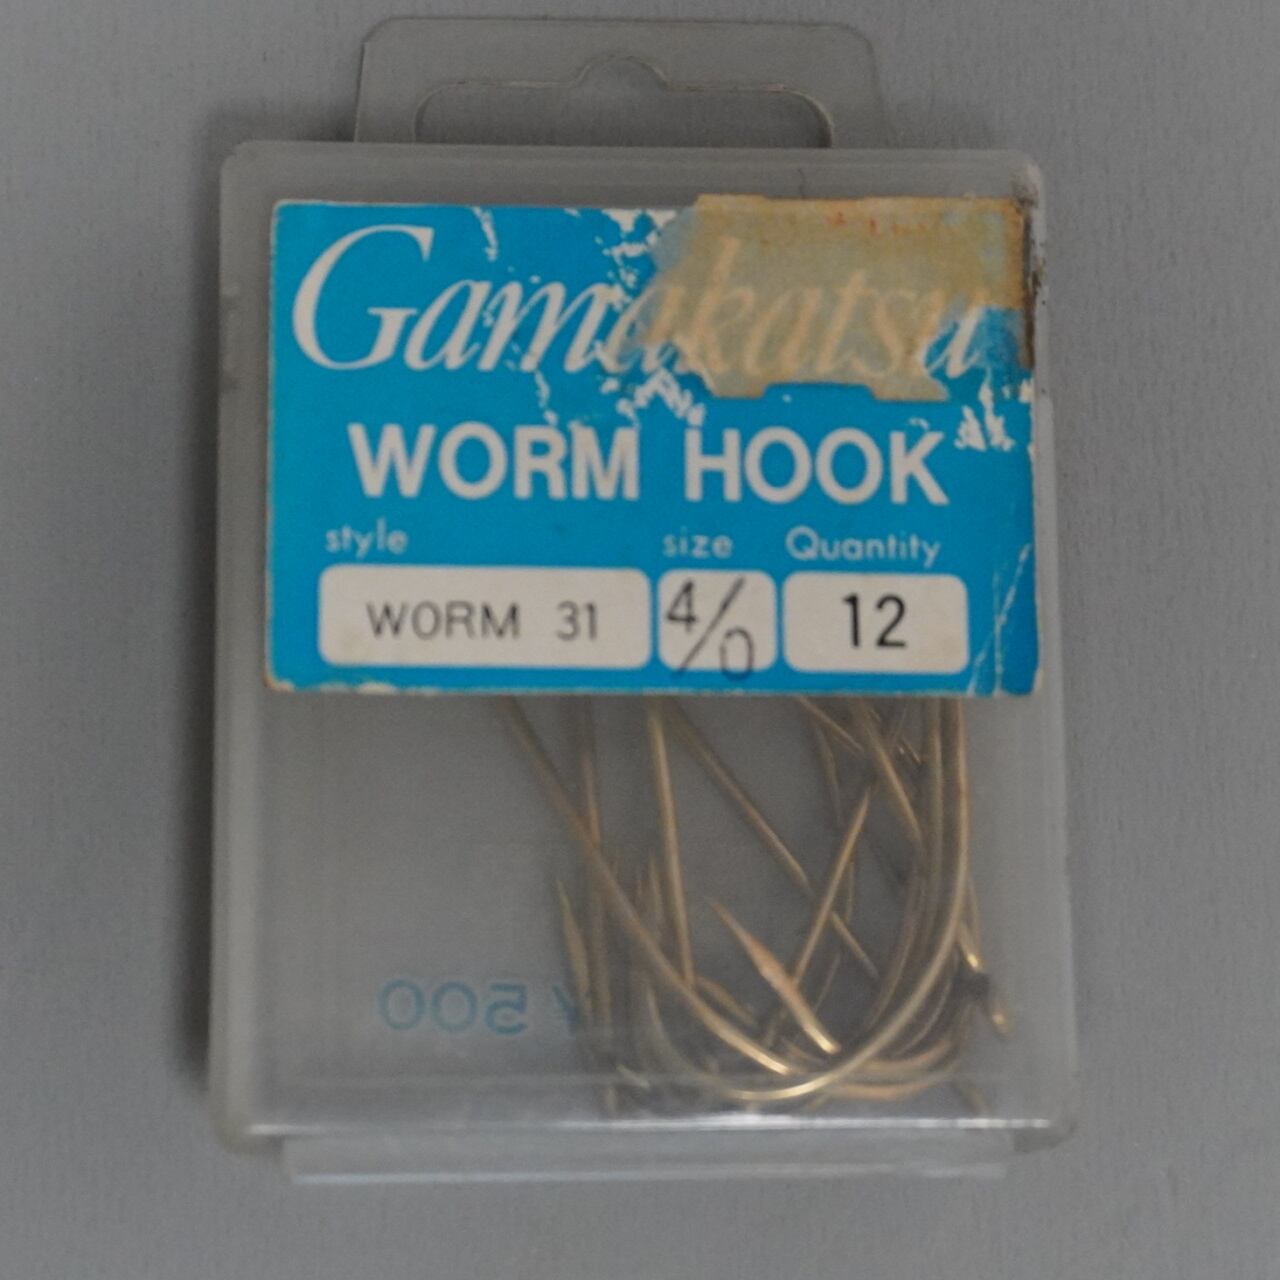 Gamakatsu
WORM HOOK
style size Quantity
WORM 31 4/0 12
¥500